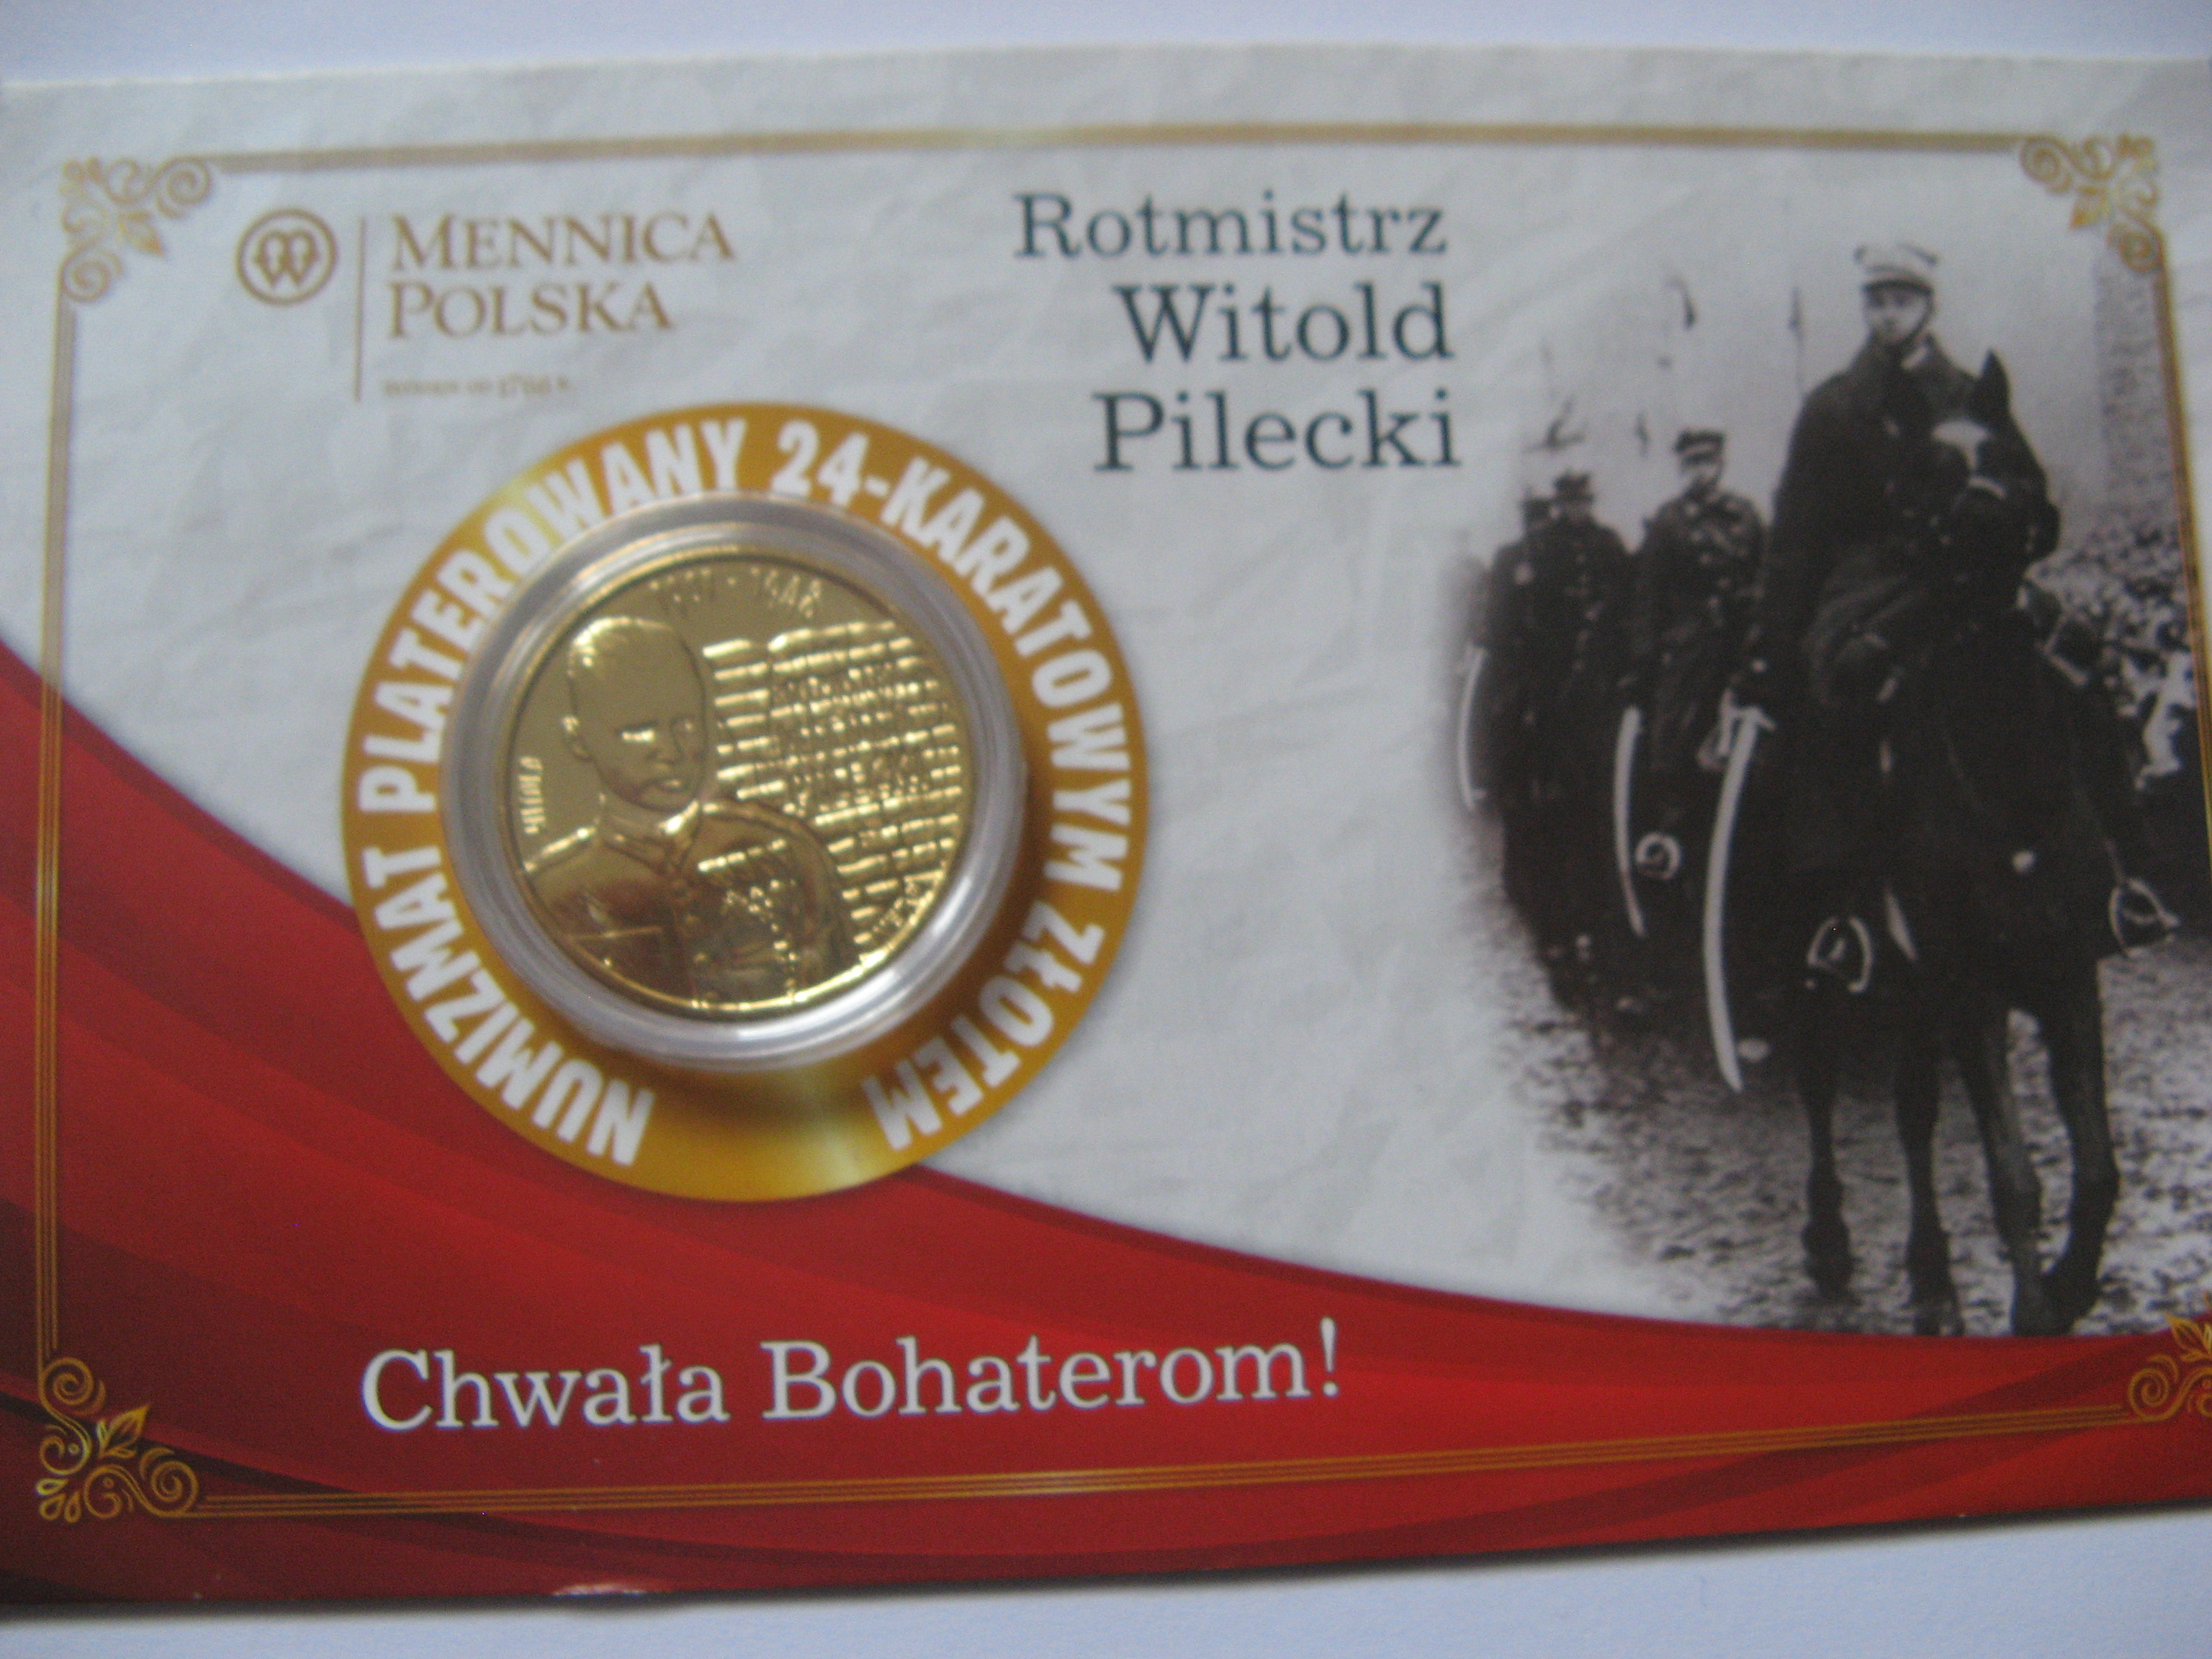 MENNICA
POLSKA
Rotmistrz
Witold
Pilecki
NUMIZMAT PLATEROWANY 24-KARATOWYM ZŁOTEM
Chwała Bohaterom!